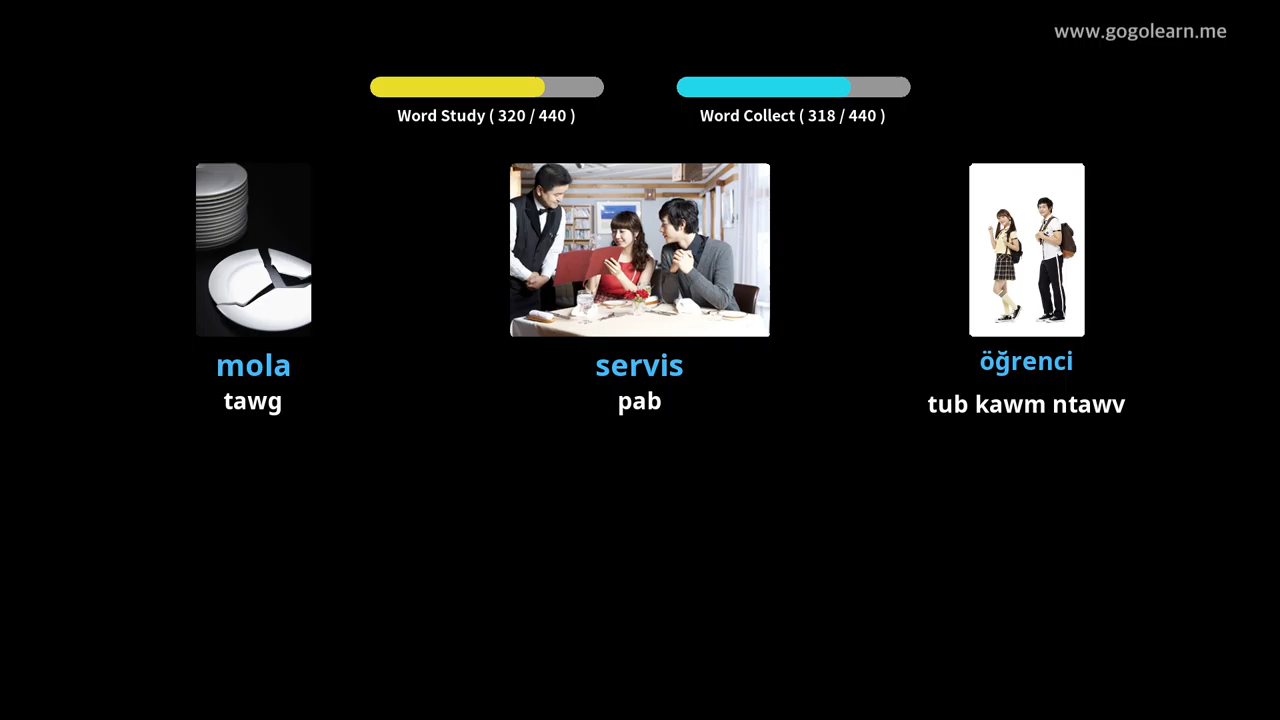 www.gogolearn.me
Word Study ( 320 / 440 )
Word Collect ( 318 / 440 )
mola
tawg
servis
pab
öğrenci
tub kawm ntawv